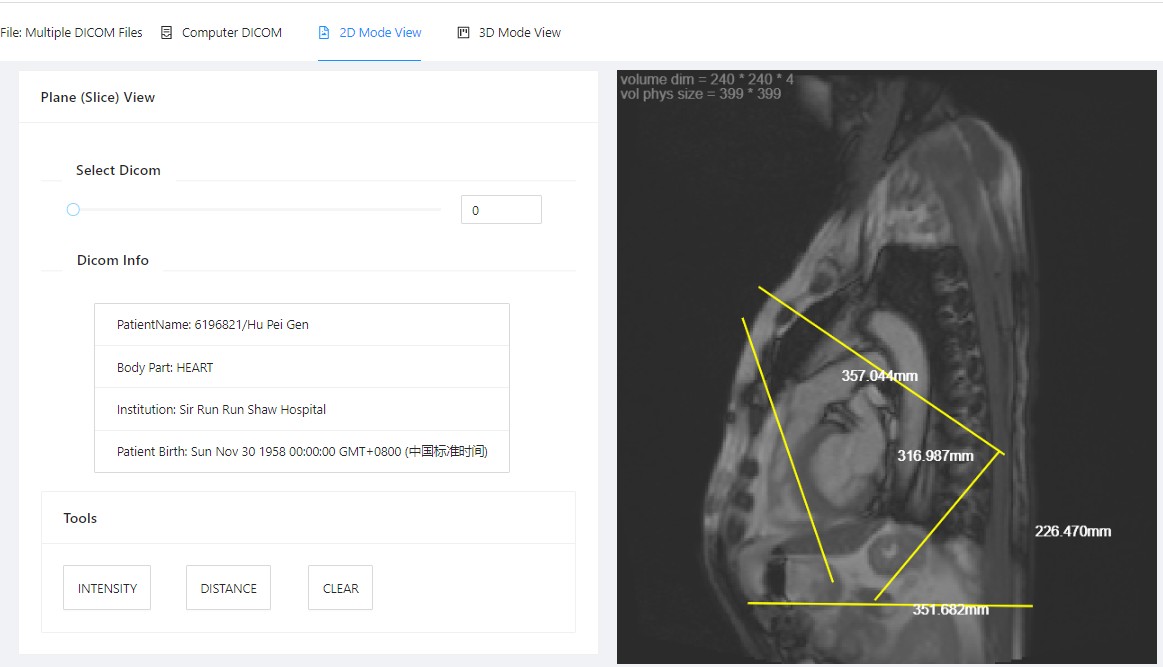 File: Multiple DICOM Files
Computer DICOM
2D Mode View
3D Mode View
Plane (Slice) View
Select Dicom
0
Dicom Info
PatientName: 6196821/Hu Pei Gen
Body Part: HEART
Institution: Sir Run Run Shaw Hospital
Patient Birth: Sun Nov 30 1958 00:00:00 GMT+0800 (中国标准时间)
Tools
INTENSITY
DISTANCE
CLEAR
volume dim = 240 * 240 * 4
vol phys size = 399 * 399
357.044mm
316.987mm
226.470mm
351.682mm